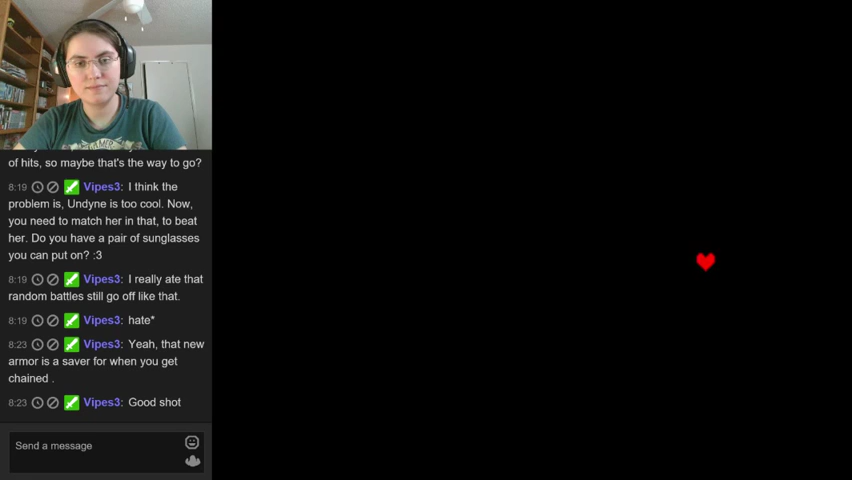 of hits, so maybe that's the way to go?
8:19 Vipes3: I think the
problem is, Undyne is too cool. Now,
you need to match her in that, to beat
her. Do you have a pair of sunglasses
you can put on? :3
8:19 Vipes3: I really ate that
random battles still go off like that.
8:19 Vipes3: hate*
8:23 Vipes3: Yeah, that new
armor is a saver for when you get
chained .
8:23 Vipes3: Good shot
Send a message